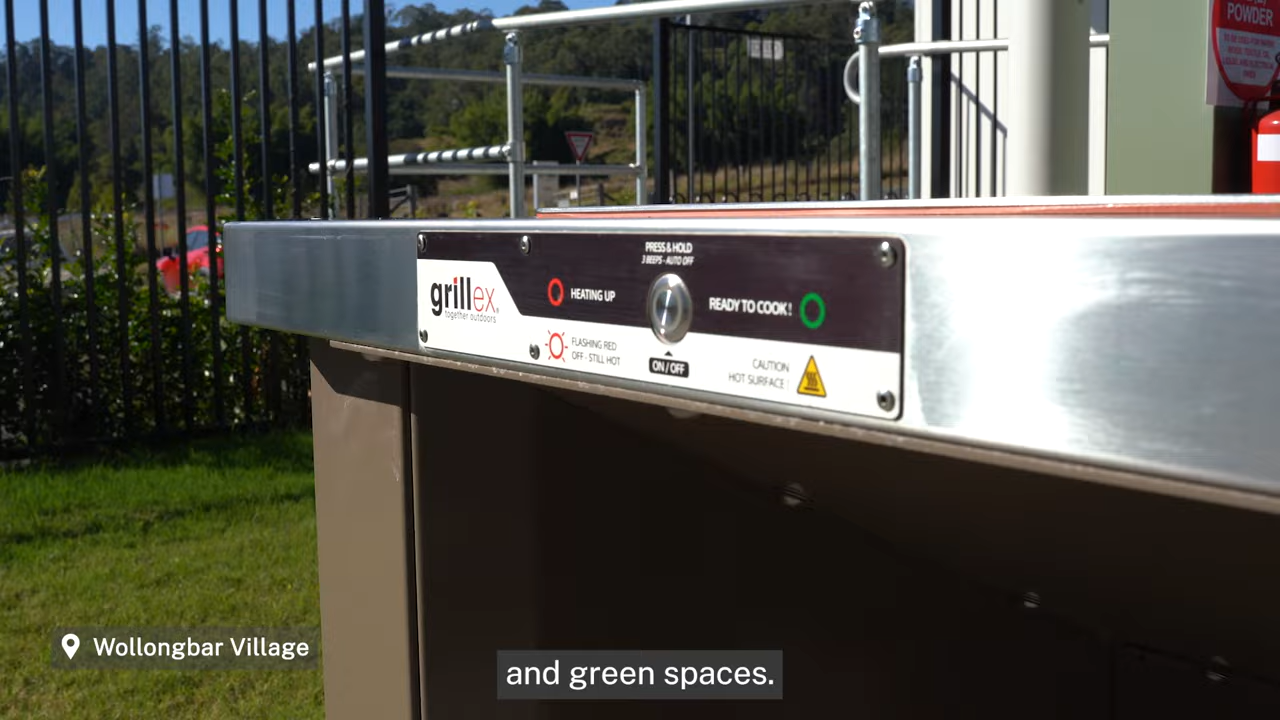 POWDER
PRESS & HOLD
3 BEEPS - AUTO OFF
grillex
together outdoors
HEATING UP
READY TO COOK !
FLASHING RED
OFF - STILL HOT
ON / OFF
CAUTION
HOT SURFACE !
Wollongbar Village
and green spaces.